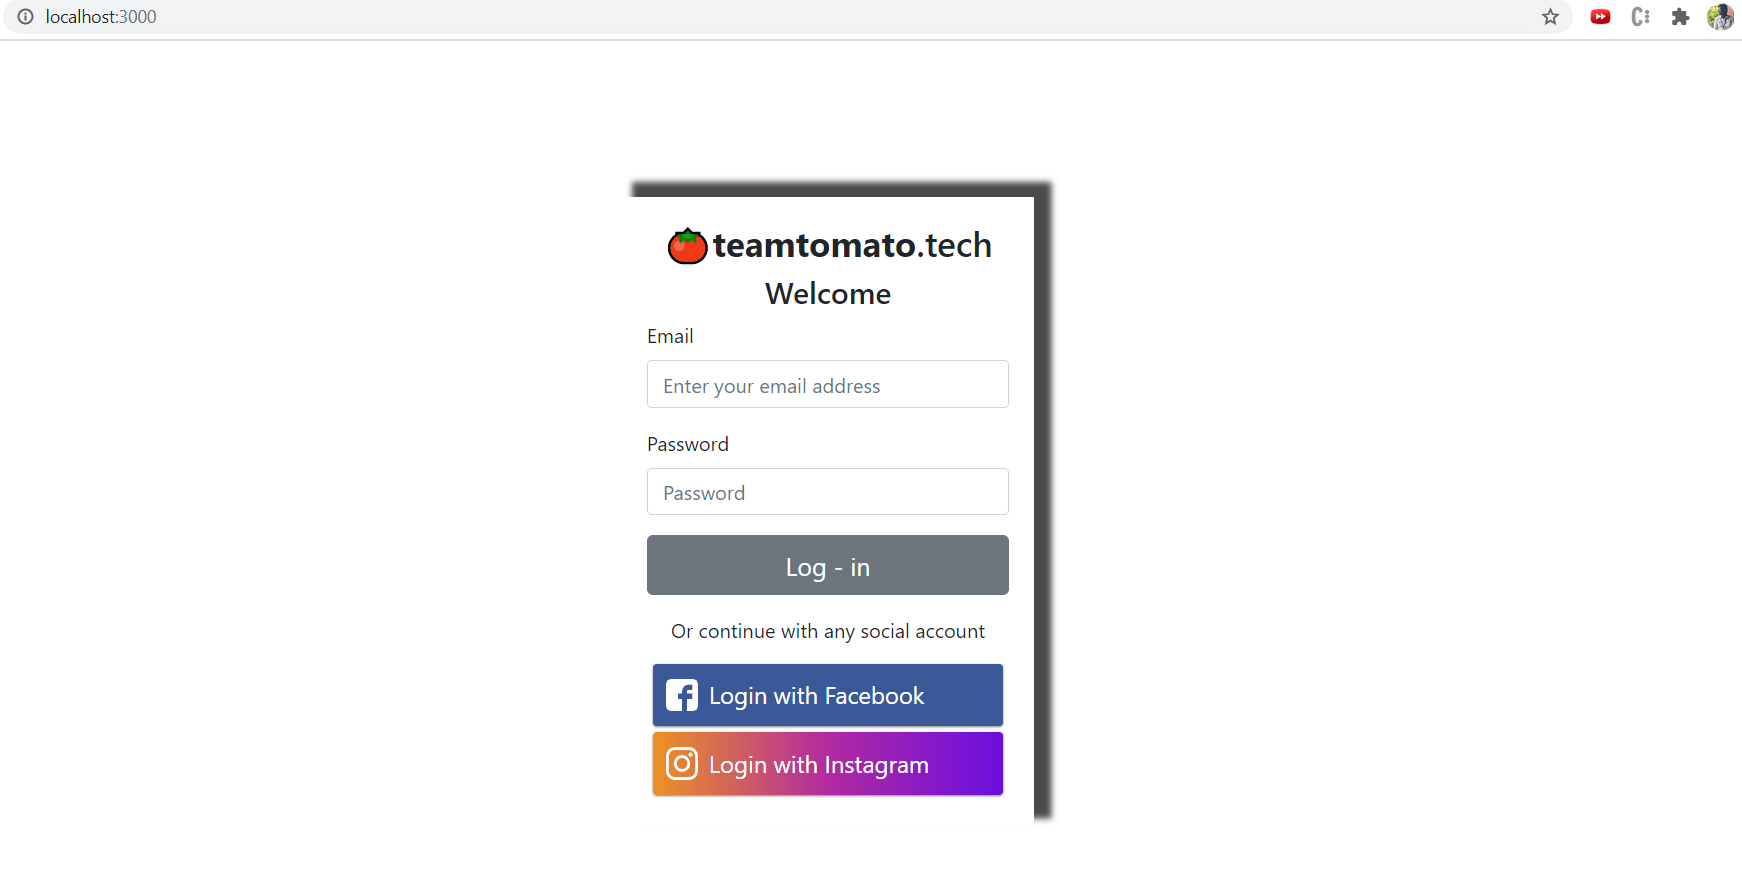 localhost:3000
teamtomato.tech
Welcome
Email
Enter your email address
Password
Password
Log - in
Or continue with any social account
Login with Facebook
Login with Instagram